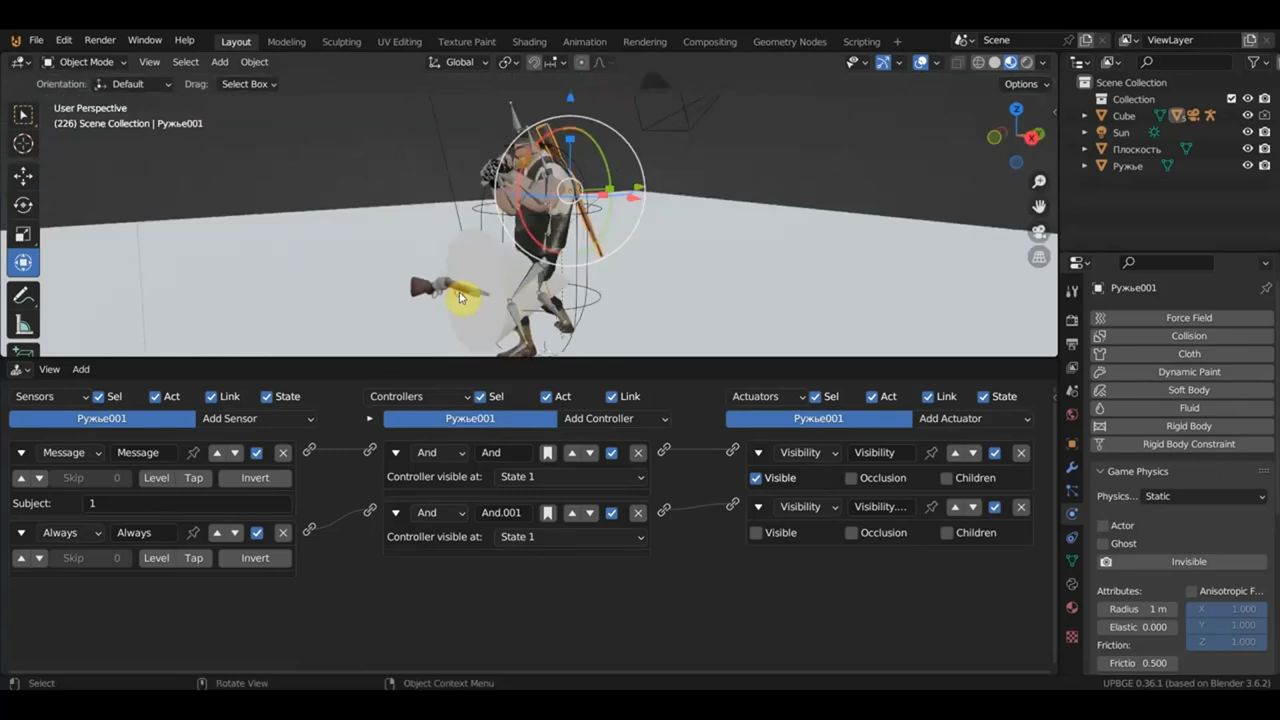 File Edit Render Window Help Layout Modeling Sculpting UV Editing Texture Paint Shading Animation Rendering Compositing Geometry Nodes Scripting + Scene ViewLayer
Object Mode View Select Add Object Global
Orientation: Default Drag: Select Box Options
User Perspective
(226) Scene Collection | Ружье001
Z
X
Scene Collection
Collection
Cube
Sun
Плоскость
Ружье
View Add
Sensors Sel Act Link State Controllers Sel Act Link Actuators Sel Act Link State
Ружье001 Add Sensor Ружье001 Add Controller Ружье001 Add Actuator
Message Message And And Visibility Visibility
Skip 0 Level Tap Invert Controller visible at: State 1 Visible Occlusion Children
Subject: 1 And And.001 Visibility Visibility....
Always Always Controller visible at: State 1 Visible Occlusion Children
Skip 0 Level Tap Invert
Ружье001
Force Field
Collision
Cloth
Dynamic Paint
Soft Body
Fluid
Rigid Body
Rigid Body Constraint
Game Physics
Physics... Static
Actor
Ghost
Invisible
Attributes: Anisotropic F...
Radius 1 m X 1.000
Elastic 0.000 Y 1.000
Friction: Z 1.000
Frictio 0.500
Select Rotate View Object Context Menu UPBGE 0.36.1 (based on Blender 3.6.2)